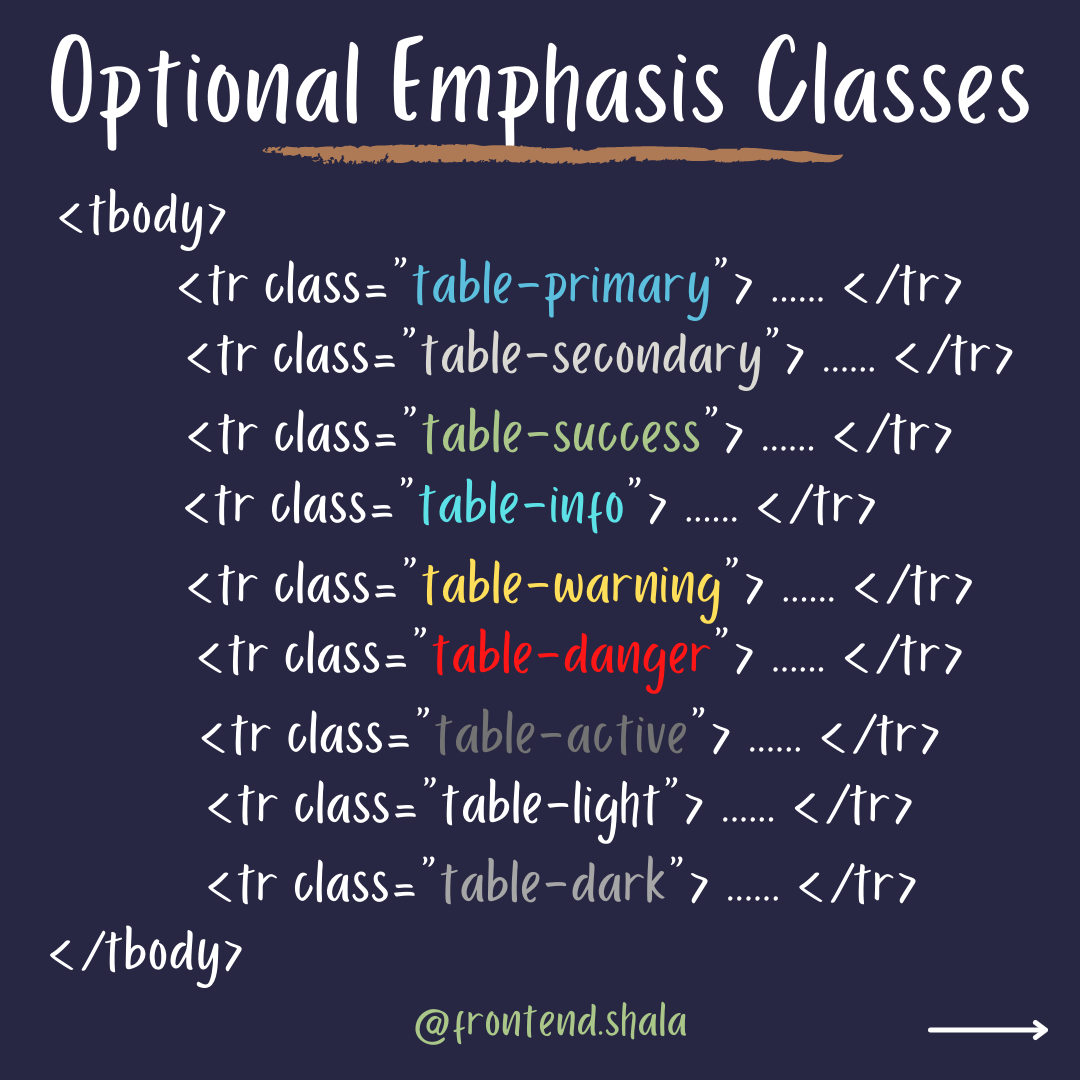 Optional Emphasis Classes
<tbody>
<tr class="table-primary"> ...... </tr>
<tr class="table-secondary"> ...... </tr>
<tr class="table-success"> ...... </tr>
<tr class="table-info"> ...... </tr>
<tr class="table-warning"> ...... </tr>
<tr class="table-danger"> ...... </tr>
<tr class="table-active"> ...... </tr>
<tr class="table-light"> ...... </tr>
<tr class="table-dark"> ...... </tr>
</tbody>
@frontend.shala